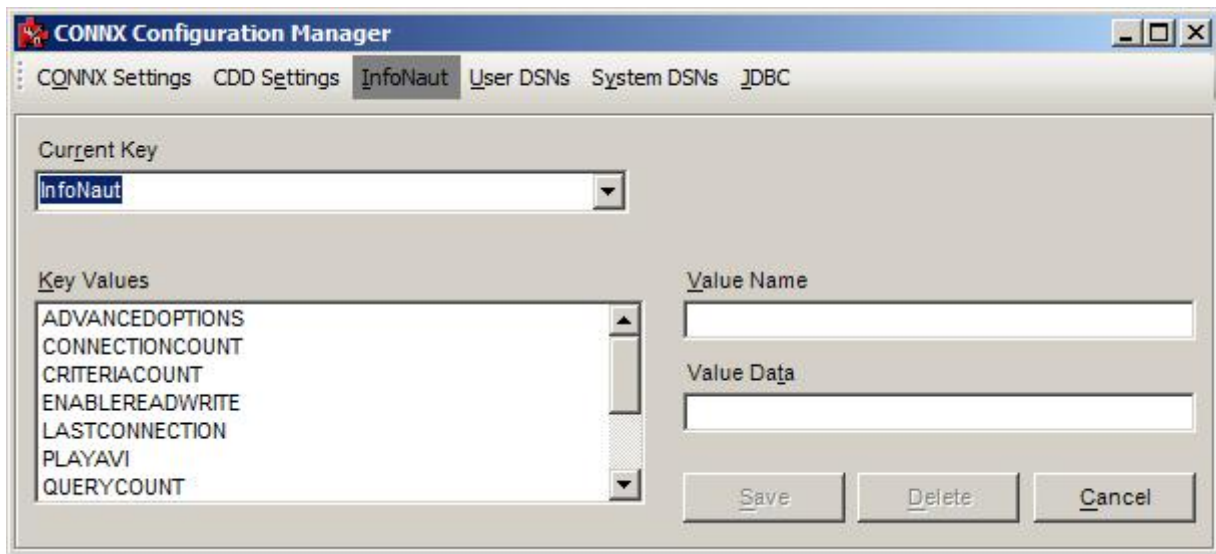 CONNX Configuration Manager
CONNX Settings CDD Settings InfoNaut User DSNs System DSNs JDBC
Current Key
InfoNaut
Key Values
ADVANCEDOPTIONS
CONNECTIONCOUNT
CRITERIACOUNT
ENABLEREADWRITE
LASTCONNECTION
PLAYAVI
QUERYCOUNT
Value Name
Value Data
Save Delete Cancel